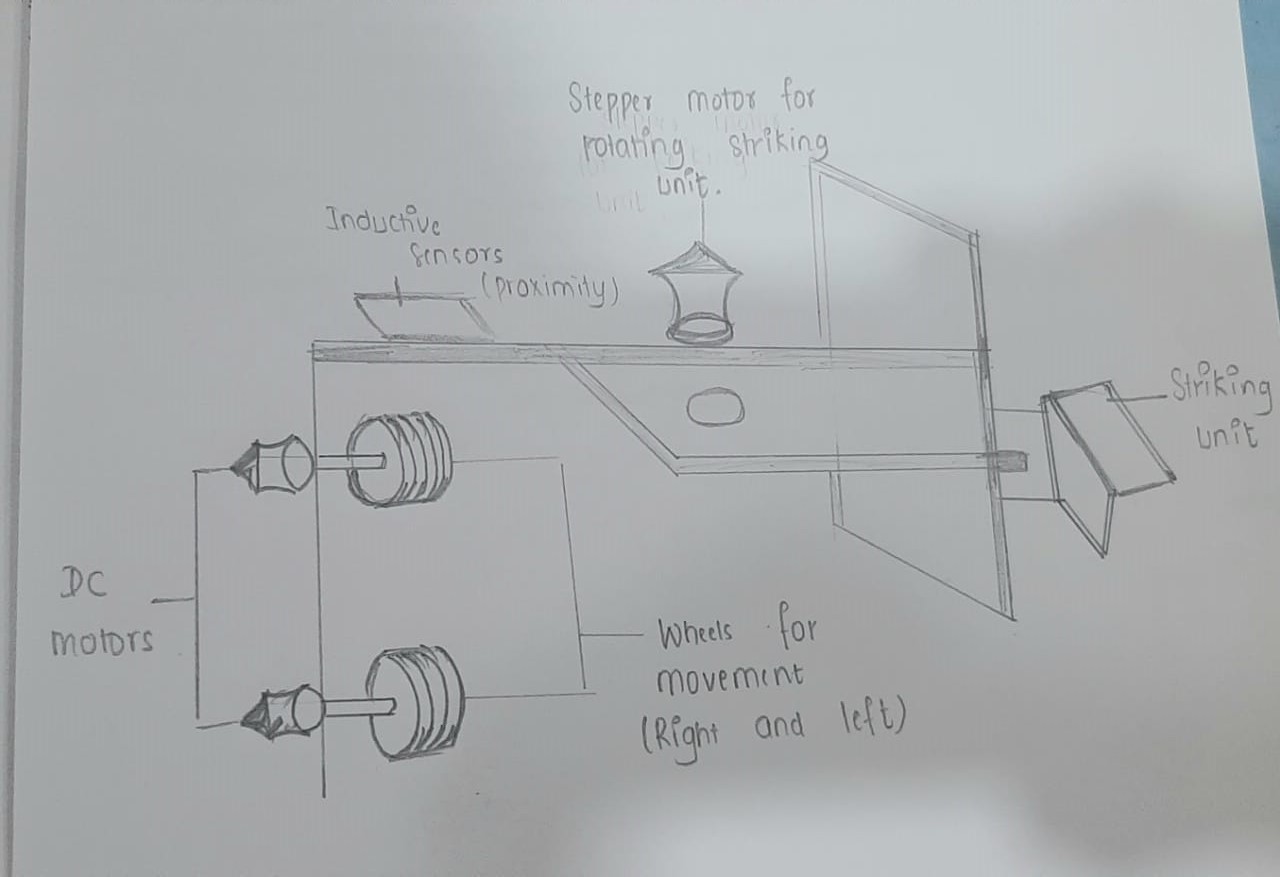 Stepper motor for
rotating striking
unit.
Inductive
sensors
(proximity)
Striking
unit
DC
motors
Wheels for
movement
(Right and left)